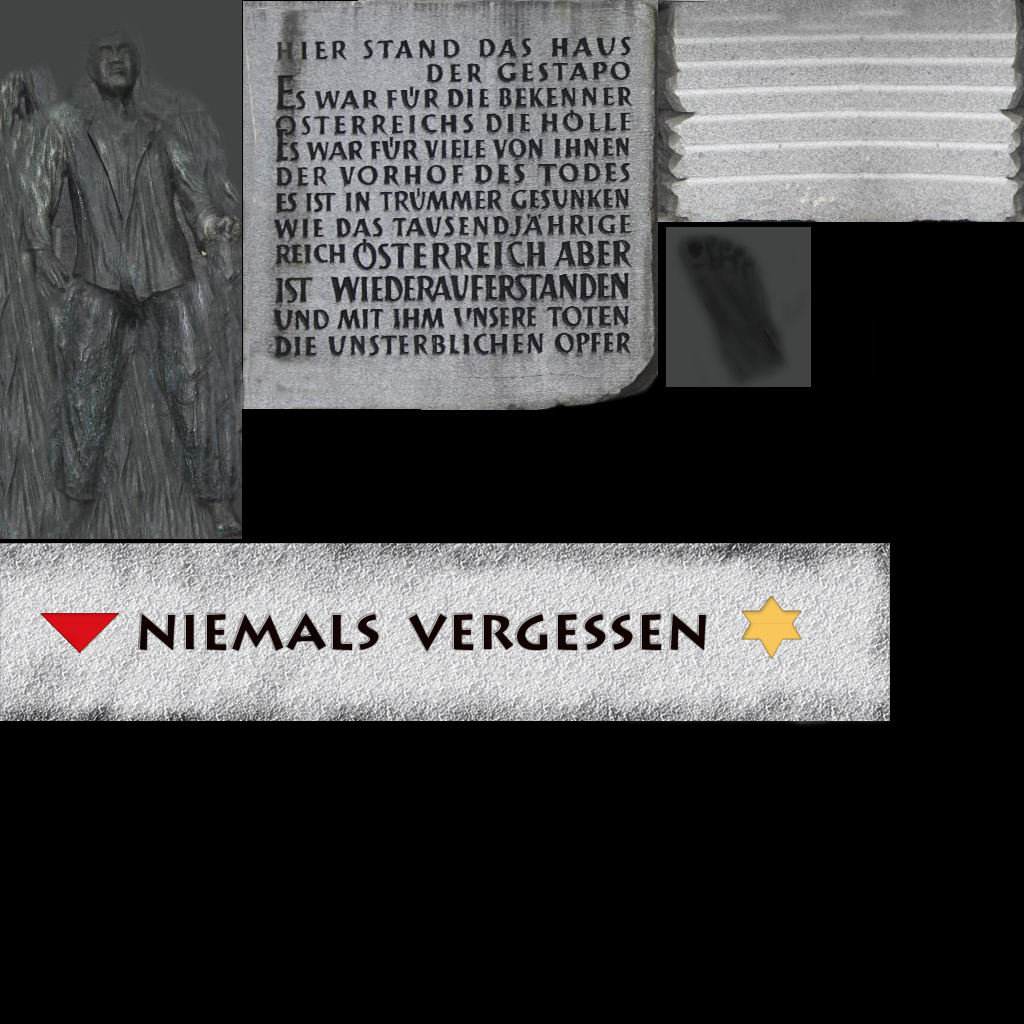 HIER STAND DAS HAUS
DER GESTAPO
ES WAR FÜR DIE BEKENNER
ÖSTERREICHS DIE HÖLLE
ES WAR FÜR VIELE VON IHNEN
DER VORHOF DES TODES
ES IST IN TRÜMMER GESUNKEN
WIE DAS TAUSENDJÄHRIGE
REICH ÖSTERREICH ABER
IST WIEDERAUFERSTANDEN
UND MIT IHM UNSERE TOTEN
DIE UNSTERBLICHEN OPFER
NIEMALS VERGESSEN